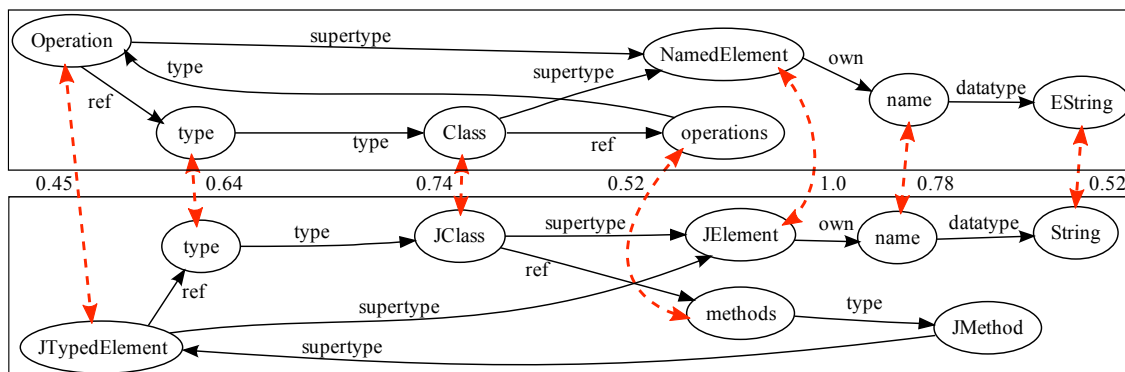 Operation
supertype
NamedElement
own
type
supertype
ref
name
datatype
EString
type
type
Class
ref
operations
0.45
0.64
0.74
0.52
1.0
0.78
0.52
type
type
JClass
supertype
JElement
own
name
datatype
String
ref
ref
supertype
methods
type
JMethod
JTypedElement
supertype